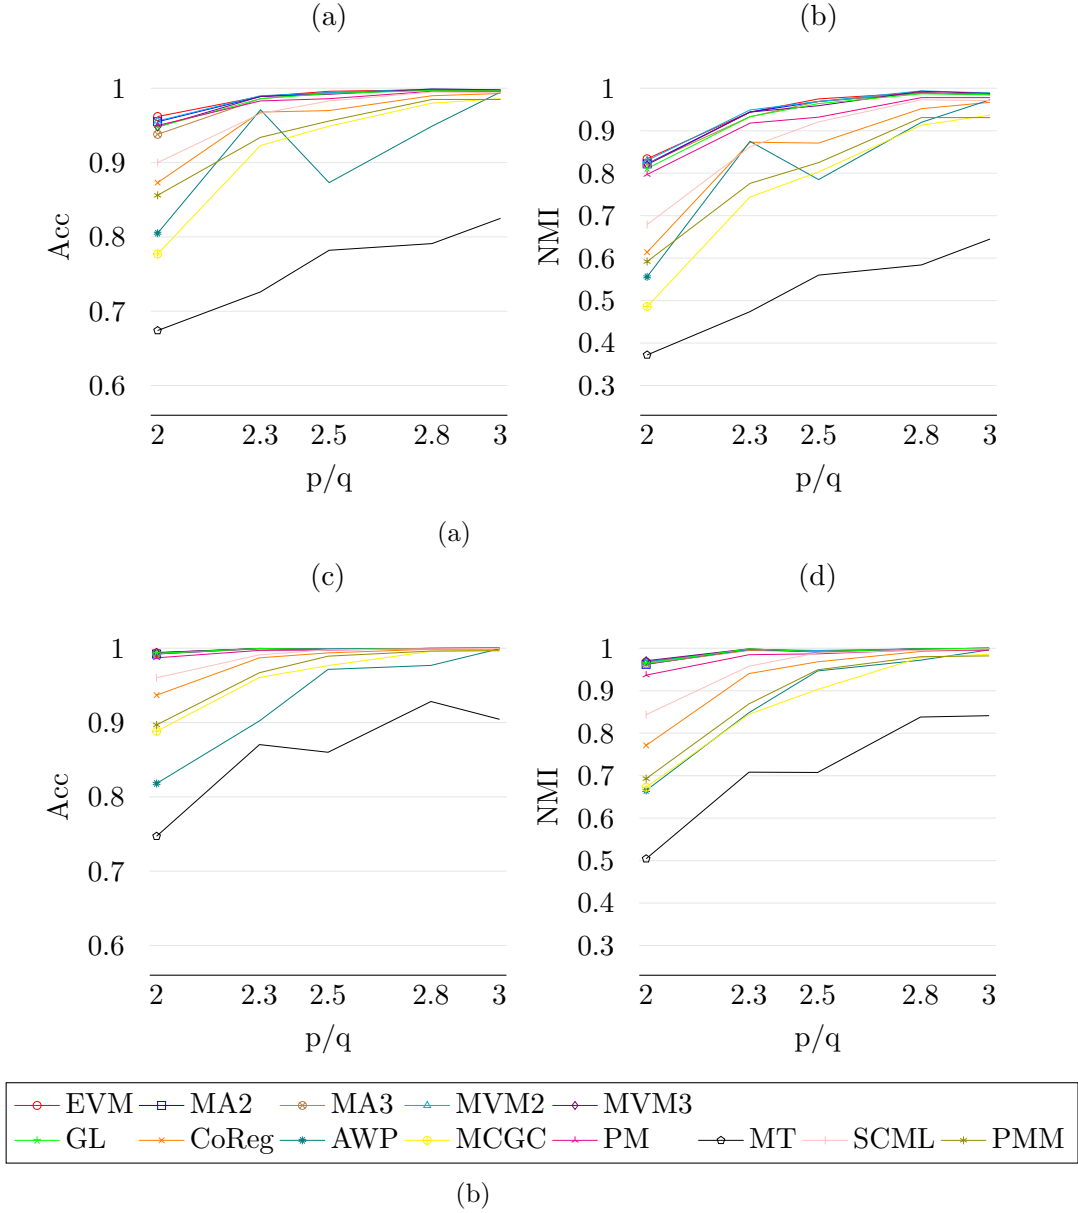 (a) (b)
1 1
0.9 0.9
0.8 0.8
0.7 0.7
0.6 0.6
0.5
0.4
0.3
Acc NMI
2 2.3 2.5 2.8 3 2 2.3 2.5 2.8 3
p/q p/q
(a)
(c) (d)
1 1
0.9 0.9
0.8 0.8
0.7 0.7
0.6 0.6
0.5
0.4
0.3
Acc NMI
2 2.3 2.5 2.8 3 2 2.3 2.5 2.8 3
p/q p/q
EVM MA2 MA3 MVM2 MVM3
GL CoReg AWP MCGC PM MT SCML PMM
(b)